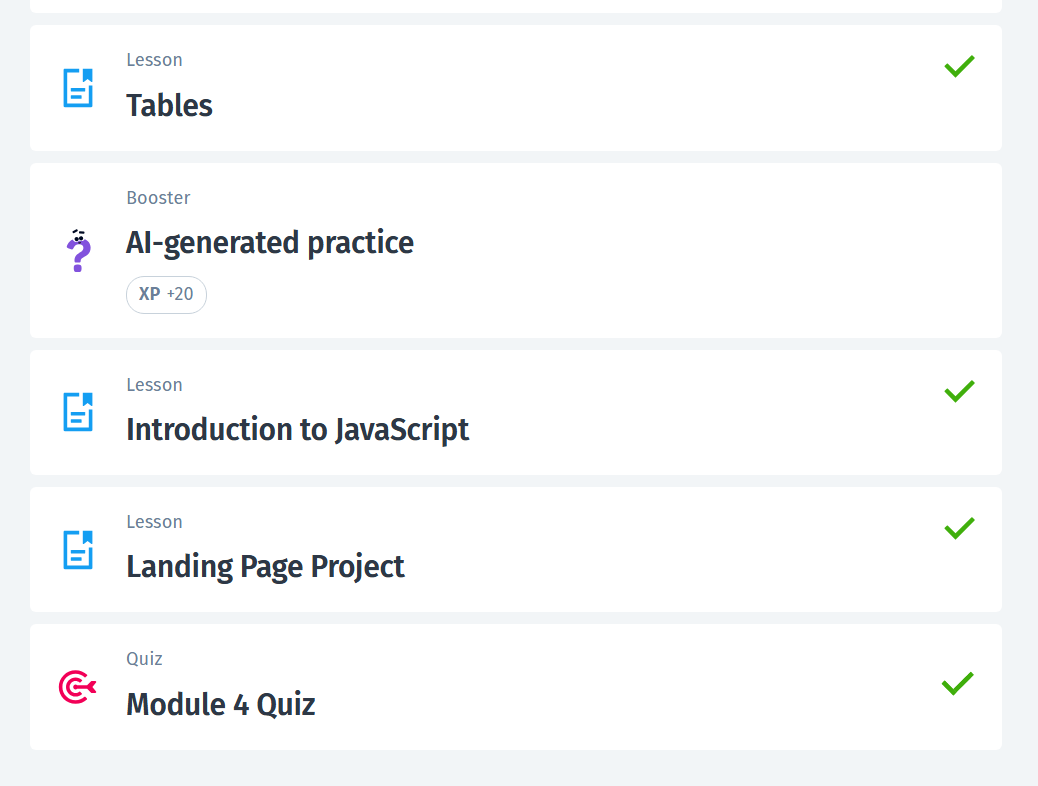 Lesson
Tables
Booster
AI-generated practice
XP +20
Lesson
Introduction to JavaScript
Lesson
Landing Page Project
Quiz
Module 4 Quiz